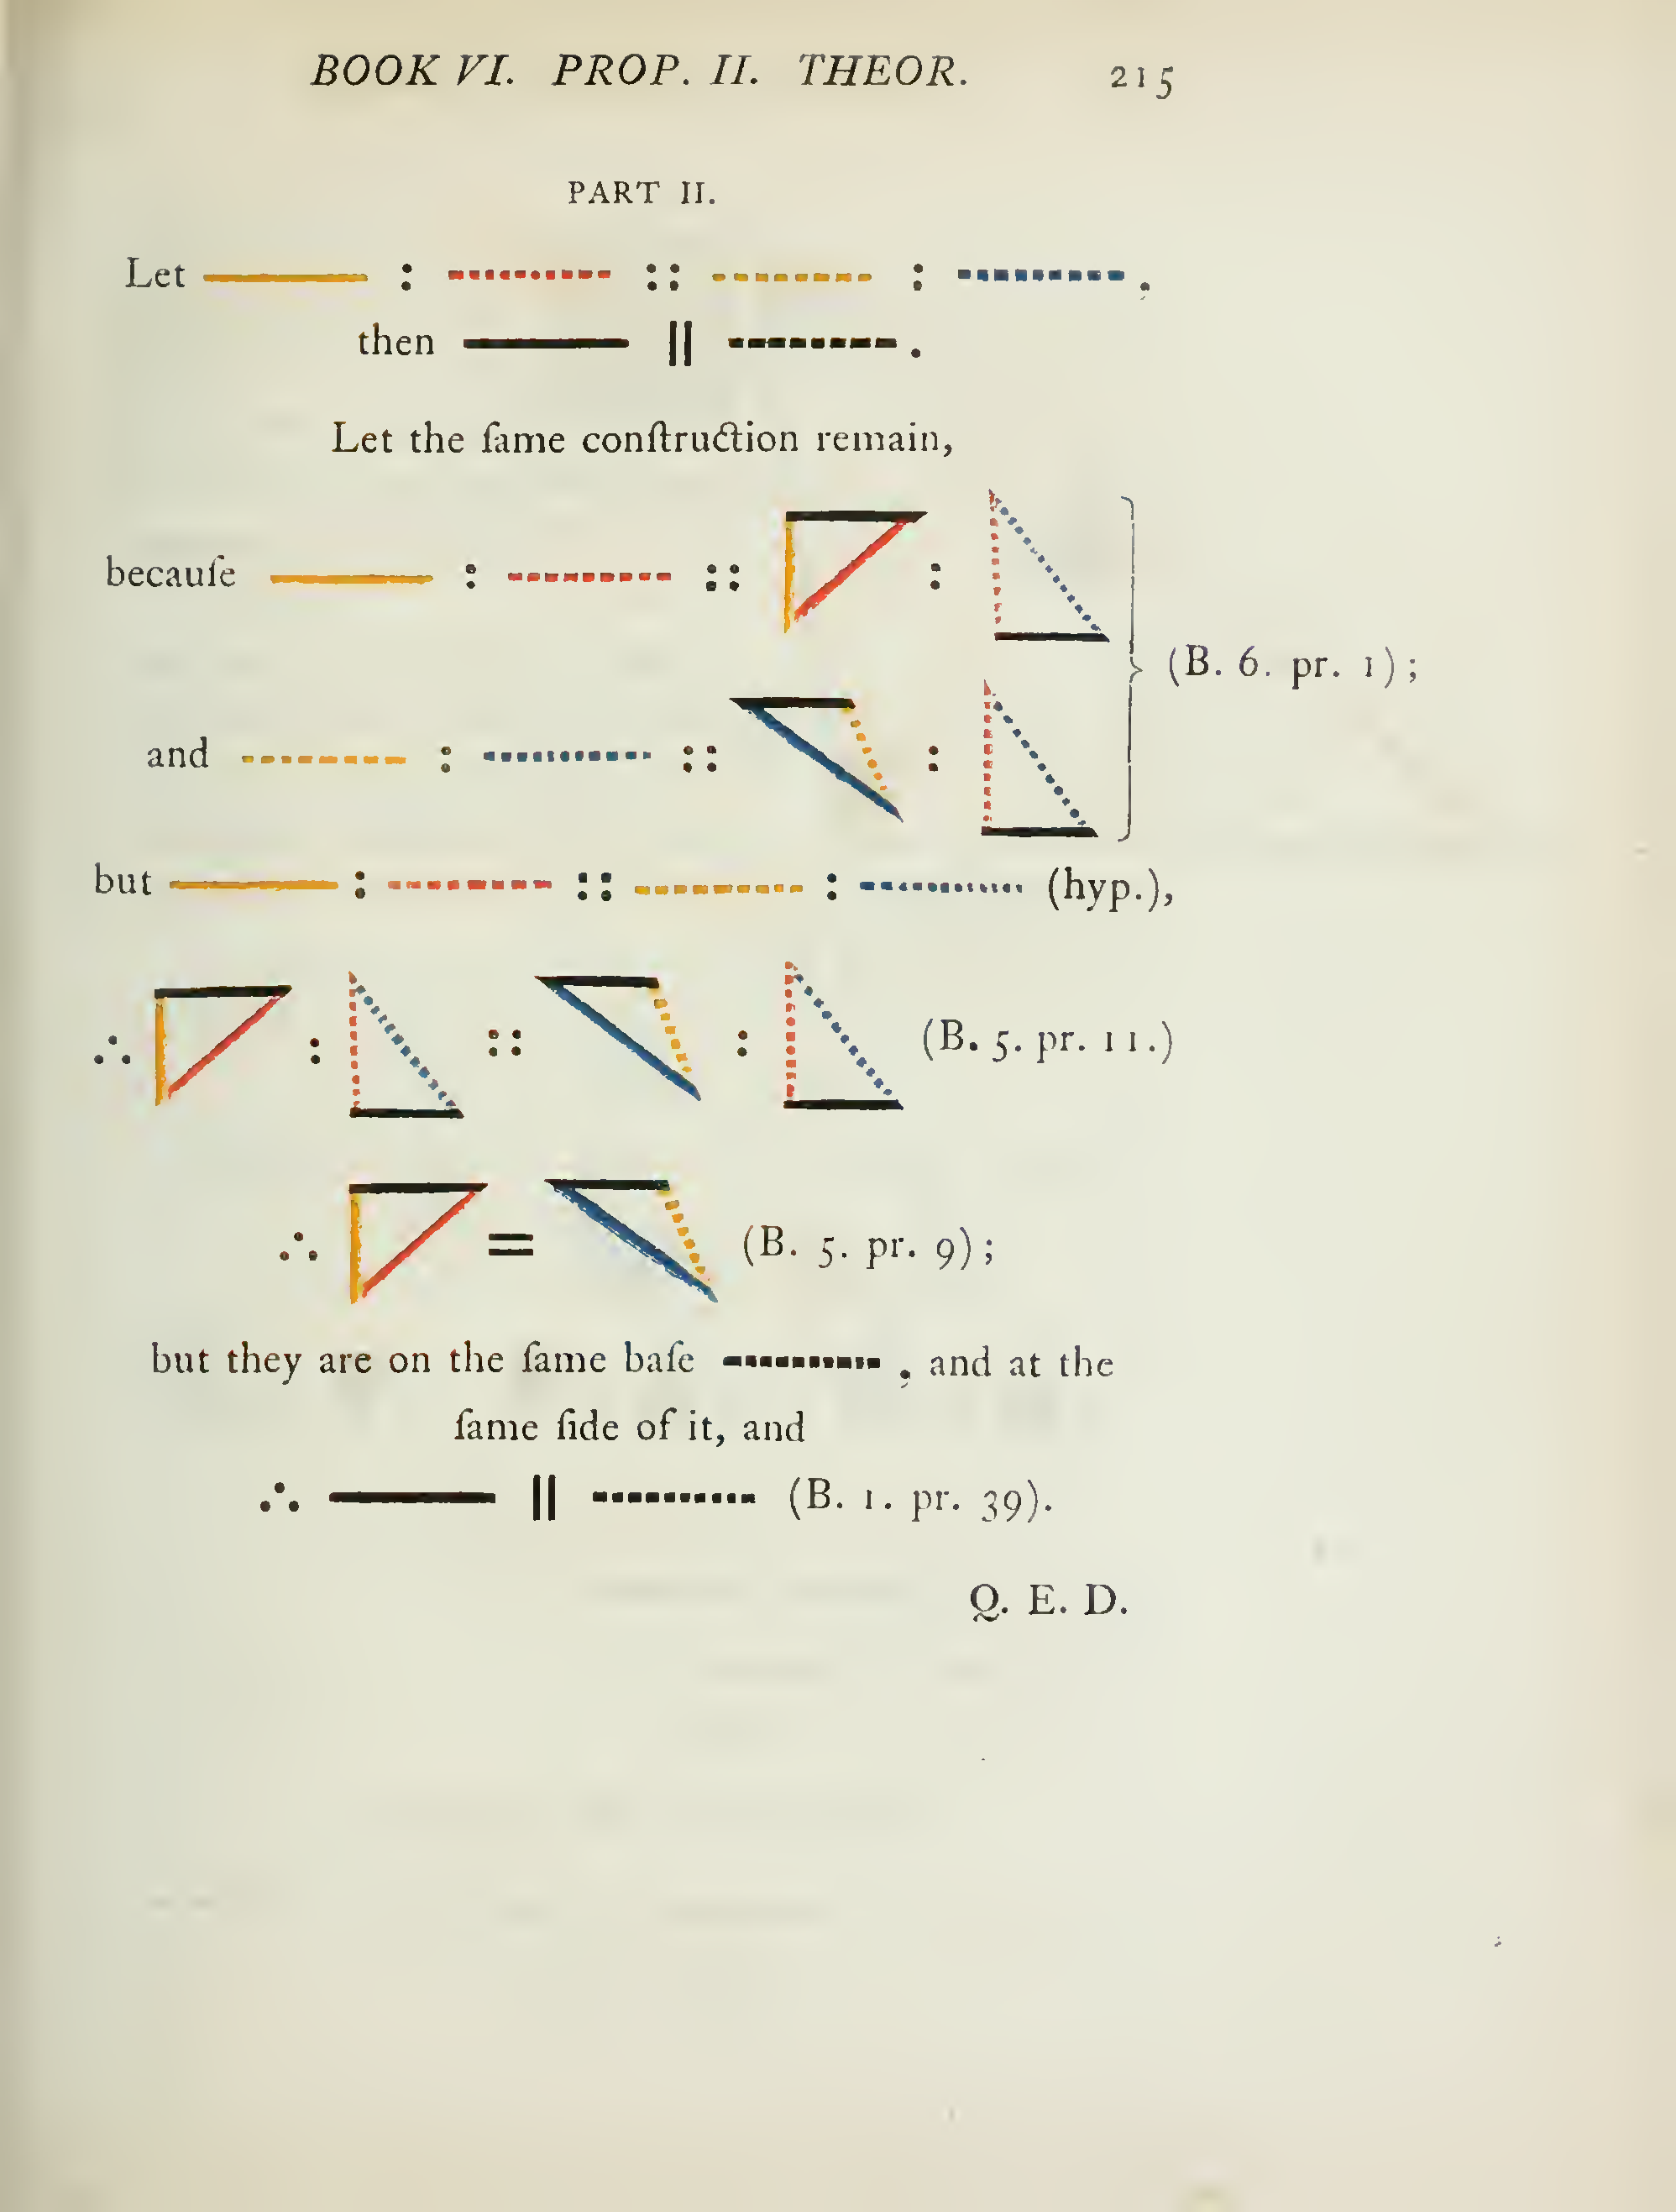 BOOK VI. PROP. II. THEOR. 215
PART II.
Let : :: : ,
then || .
Let the ſame conſtruction remain,
becauſe : :: :
(B. 6. pr. 1) ;
and : :: :
but : :: : (hyp.),
∴ : :: : (B. 5. pr. 11.)
∴ = (B. 5. pr. 9) ;
but they are on the ſame baſe , and at the
ſame ſide of it, and
∴ || (B. 1. pr. 39).
Q. E. D.